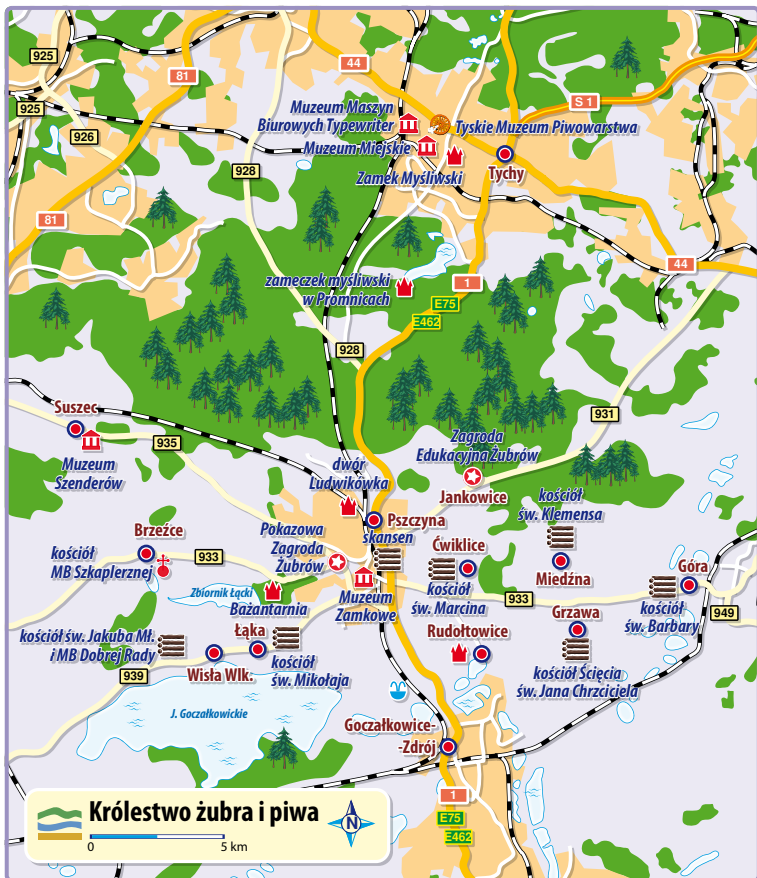 925
81
44
925
S 1
926
Muzeum Maszyn
Biurowych Typewriter
Tyskie Muzeum Piwowarstwa
Muzeum Miejskie
928
Zamek Myśliwski
Tychy
81
44
zameczek myśliwski
w Promnicach
1
E75
E462
928
931
Suszec
935
Muzeum
Szenderów
Zagroda
Edukacyjna Żubrów
Jankowice
dwór
Ludwikówka
kościół
św. Klemensa
Pszczyna
skansen
Pokazowa
Zagroda
Żubrów
Brzeźce
kościół
MB Szkaplerznej
933
Ćwiklice
kościół
św. Marcina
Miedźna
Góra
kościół
św. Barbary
933
949
Zbiornik Łącki
Bażantarnia
Muzeum
Zamkowe
Grzawa
kościół Ścięcia
św. Jana Chrzciciela
Rudołtowice
kościół św. Jakuba Mł.
i MB Dobrej Rady
Łąka
kościół
św. Mikołaja
Wisła Wlk.
939
J. Goczałkowickie
Goczałkowice-
-Zdrój
1
E75
E462
Królestwo żubra i piwa
N
0 5 km